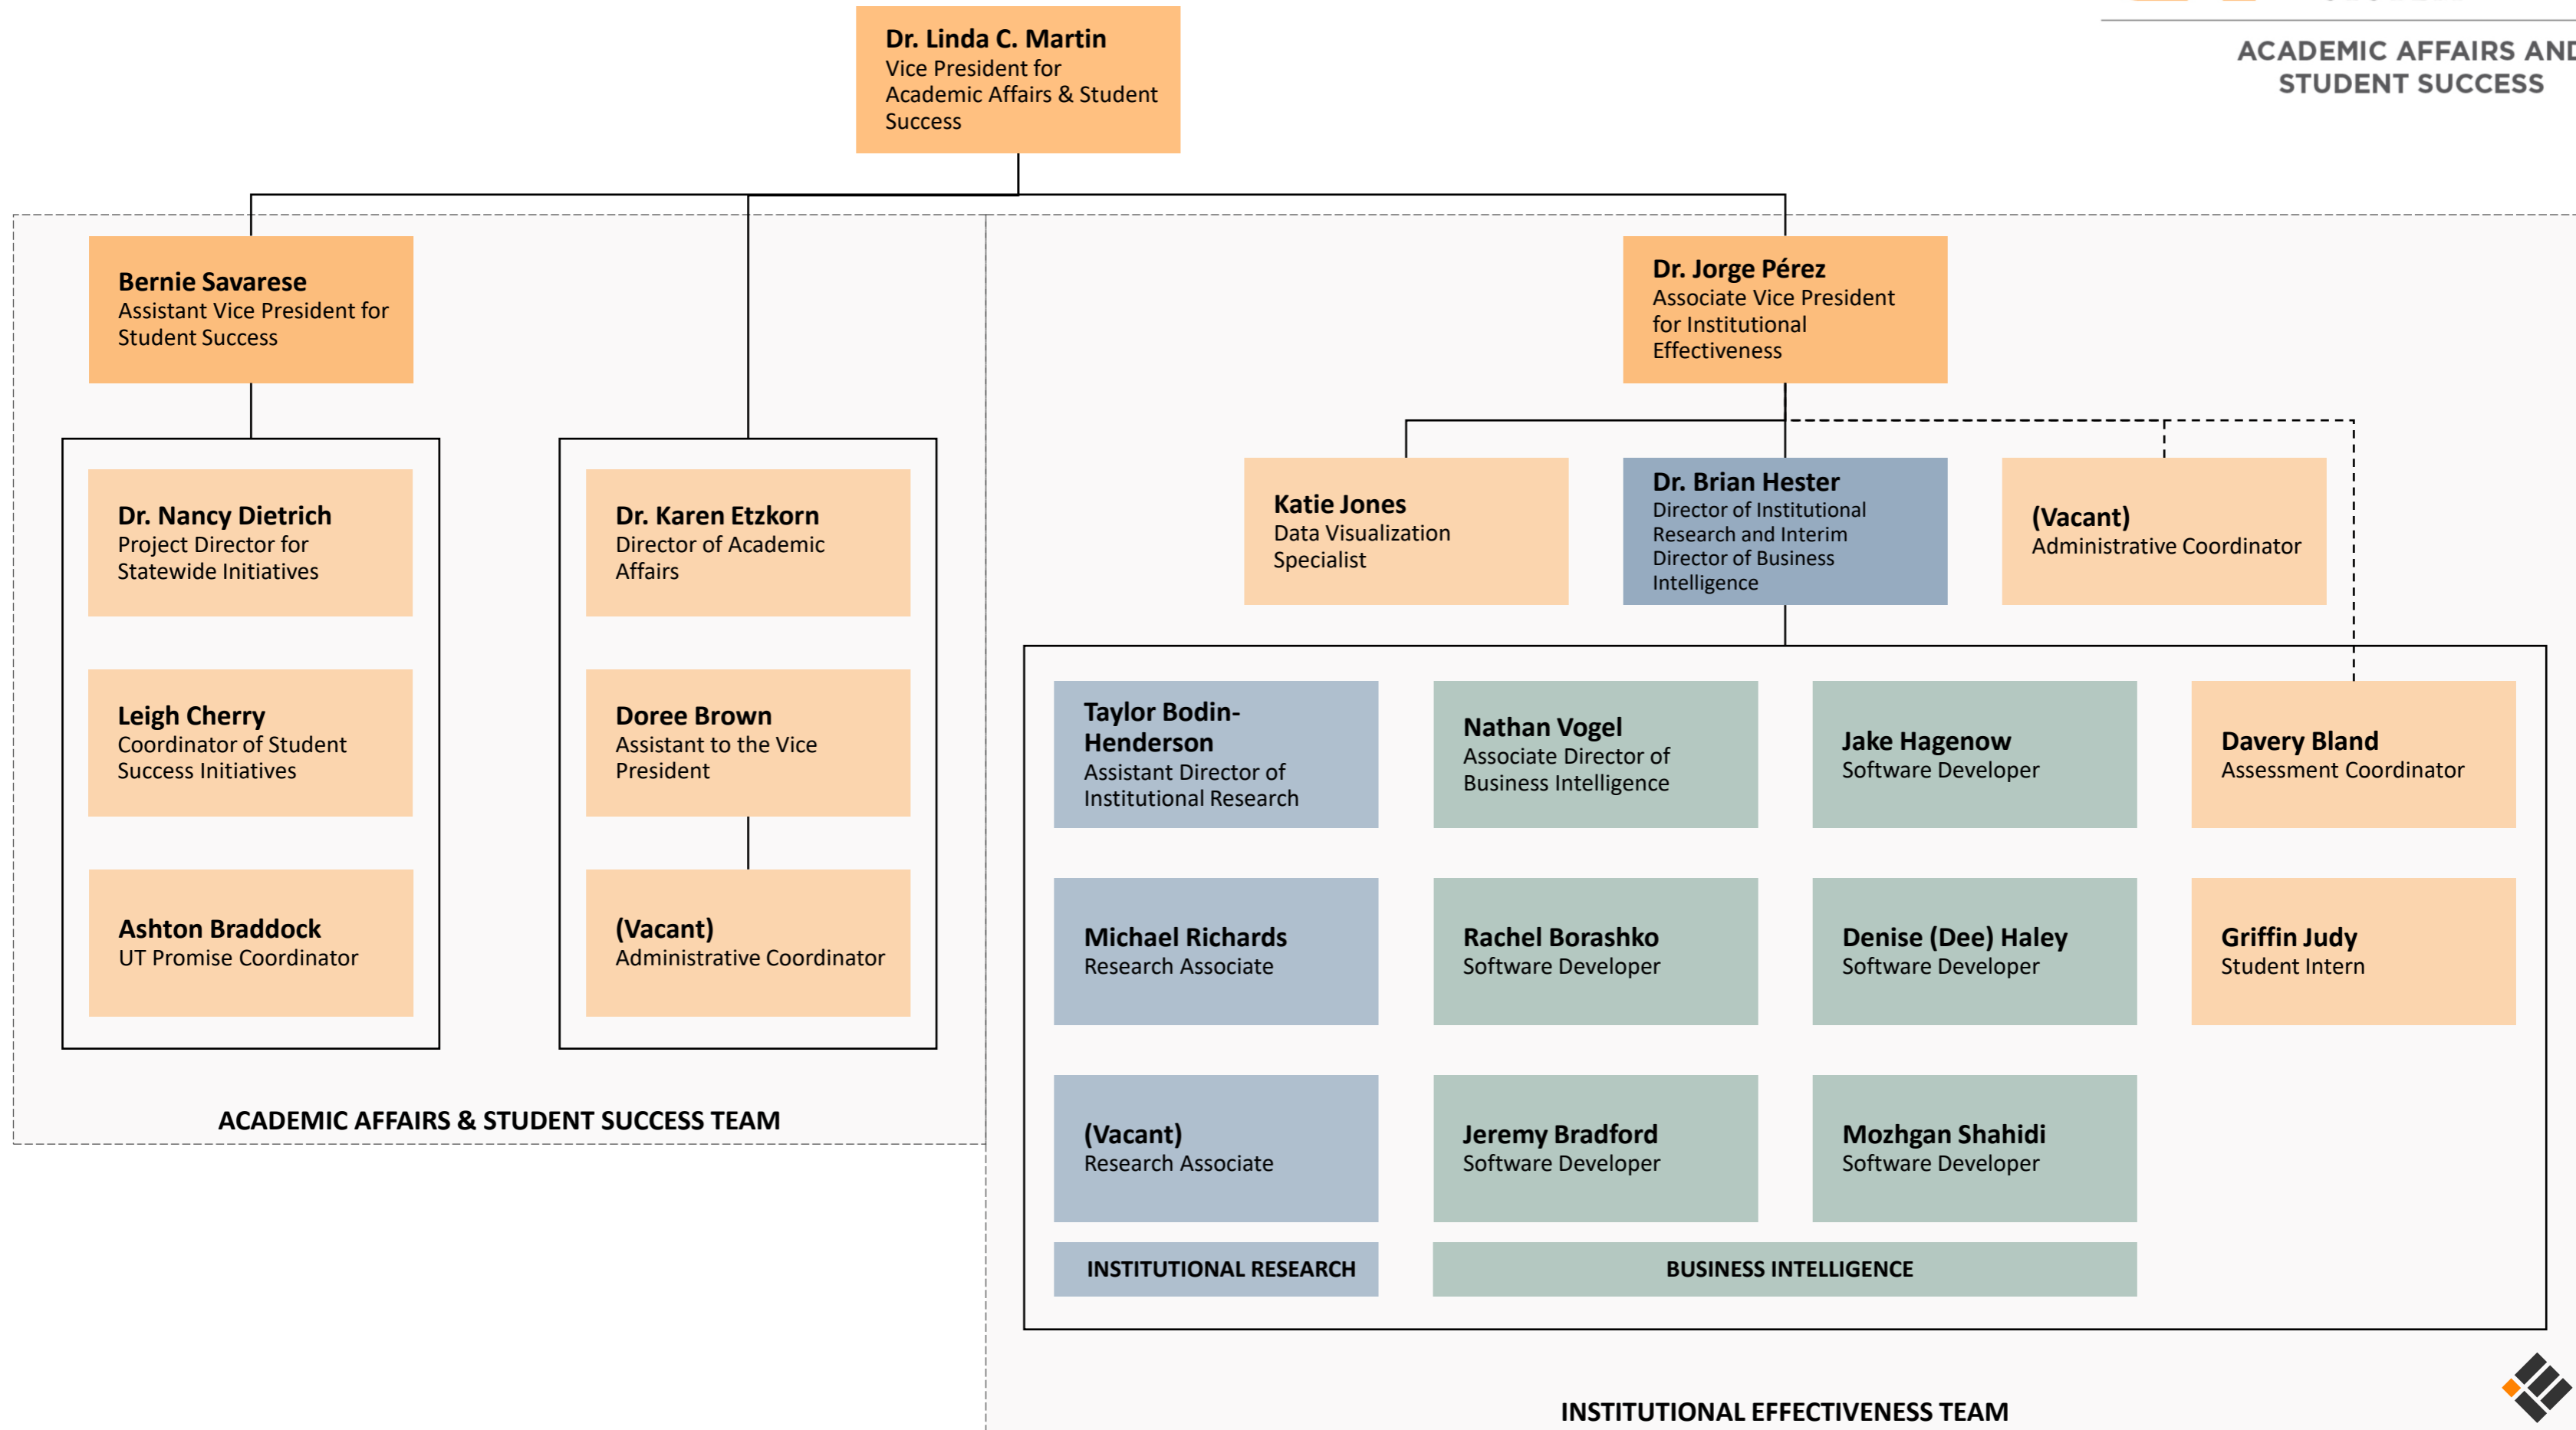 ACADEMIC AFFAIRS AND
STUDENT SUCCESS
Dr. Linda C. Martin
Vice President for
Academic Affairs & Student
Success
Bernie Savarese
Assistant Vice President for
Student Success
Dr. Jorge Pérez
Associate Vice President
for Institutional
Effectiveness
Dr. Nancy Dietrich
Project Director for
Statewide Initiatives
Leigh Cherry
Coordinator of Student
Success Initiatives
Ashton Braddock
UT Promise Coordinator
Dr. Karen Etzkorn
Director of Academic
Affairs
Doree Brown
Assistant to the Vice
President
(Vacant)
Administrative Coordinator
ACADEMIC AFFAIRS & STUDENT SUCCESS TEAM
Katie Jones
Data Visualization
Specialist
Dr. Brian Hester
Director of Institutional
Research and Interim
Director of Business
Intelligence
(Vacant)
Administrative Coordinator
Taylor Bodin-
Henderson
Assistant Director of
Institutional Research
Michael Richards
Research Associate
(Vacant)
Research Associate
INSTITUTIONAL RESEARCH
Nathan Vogel
Associate Director of
Business Intelligence
Rachel Borashko
Software Developer
Jeremy Bradford
Software Developer
Jake Hagenow
Software Developer
Denise (Dee) Haley
Software Developer
Mozhgan Shahidi
Software Developer
BUSINESS INTELLIGENCE
Davery Bland
Assessment Coordinator
Griffin Judy
Student Intern
INSTITUTIONAL EFFECTIVENESS TEAM